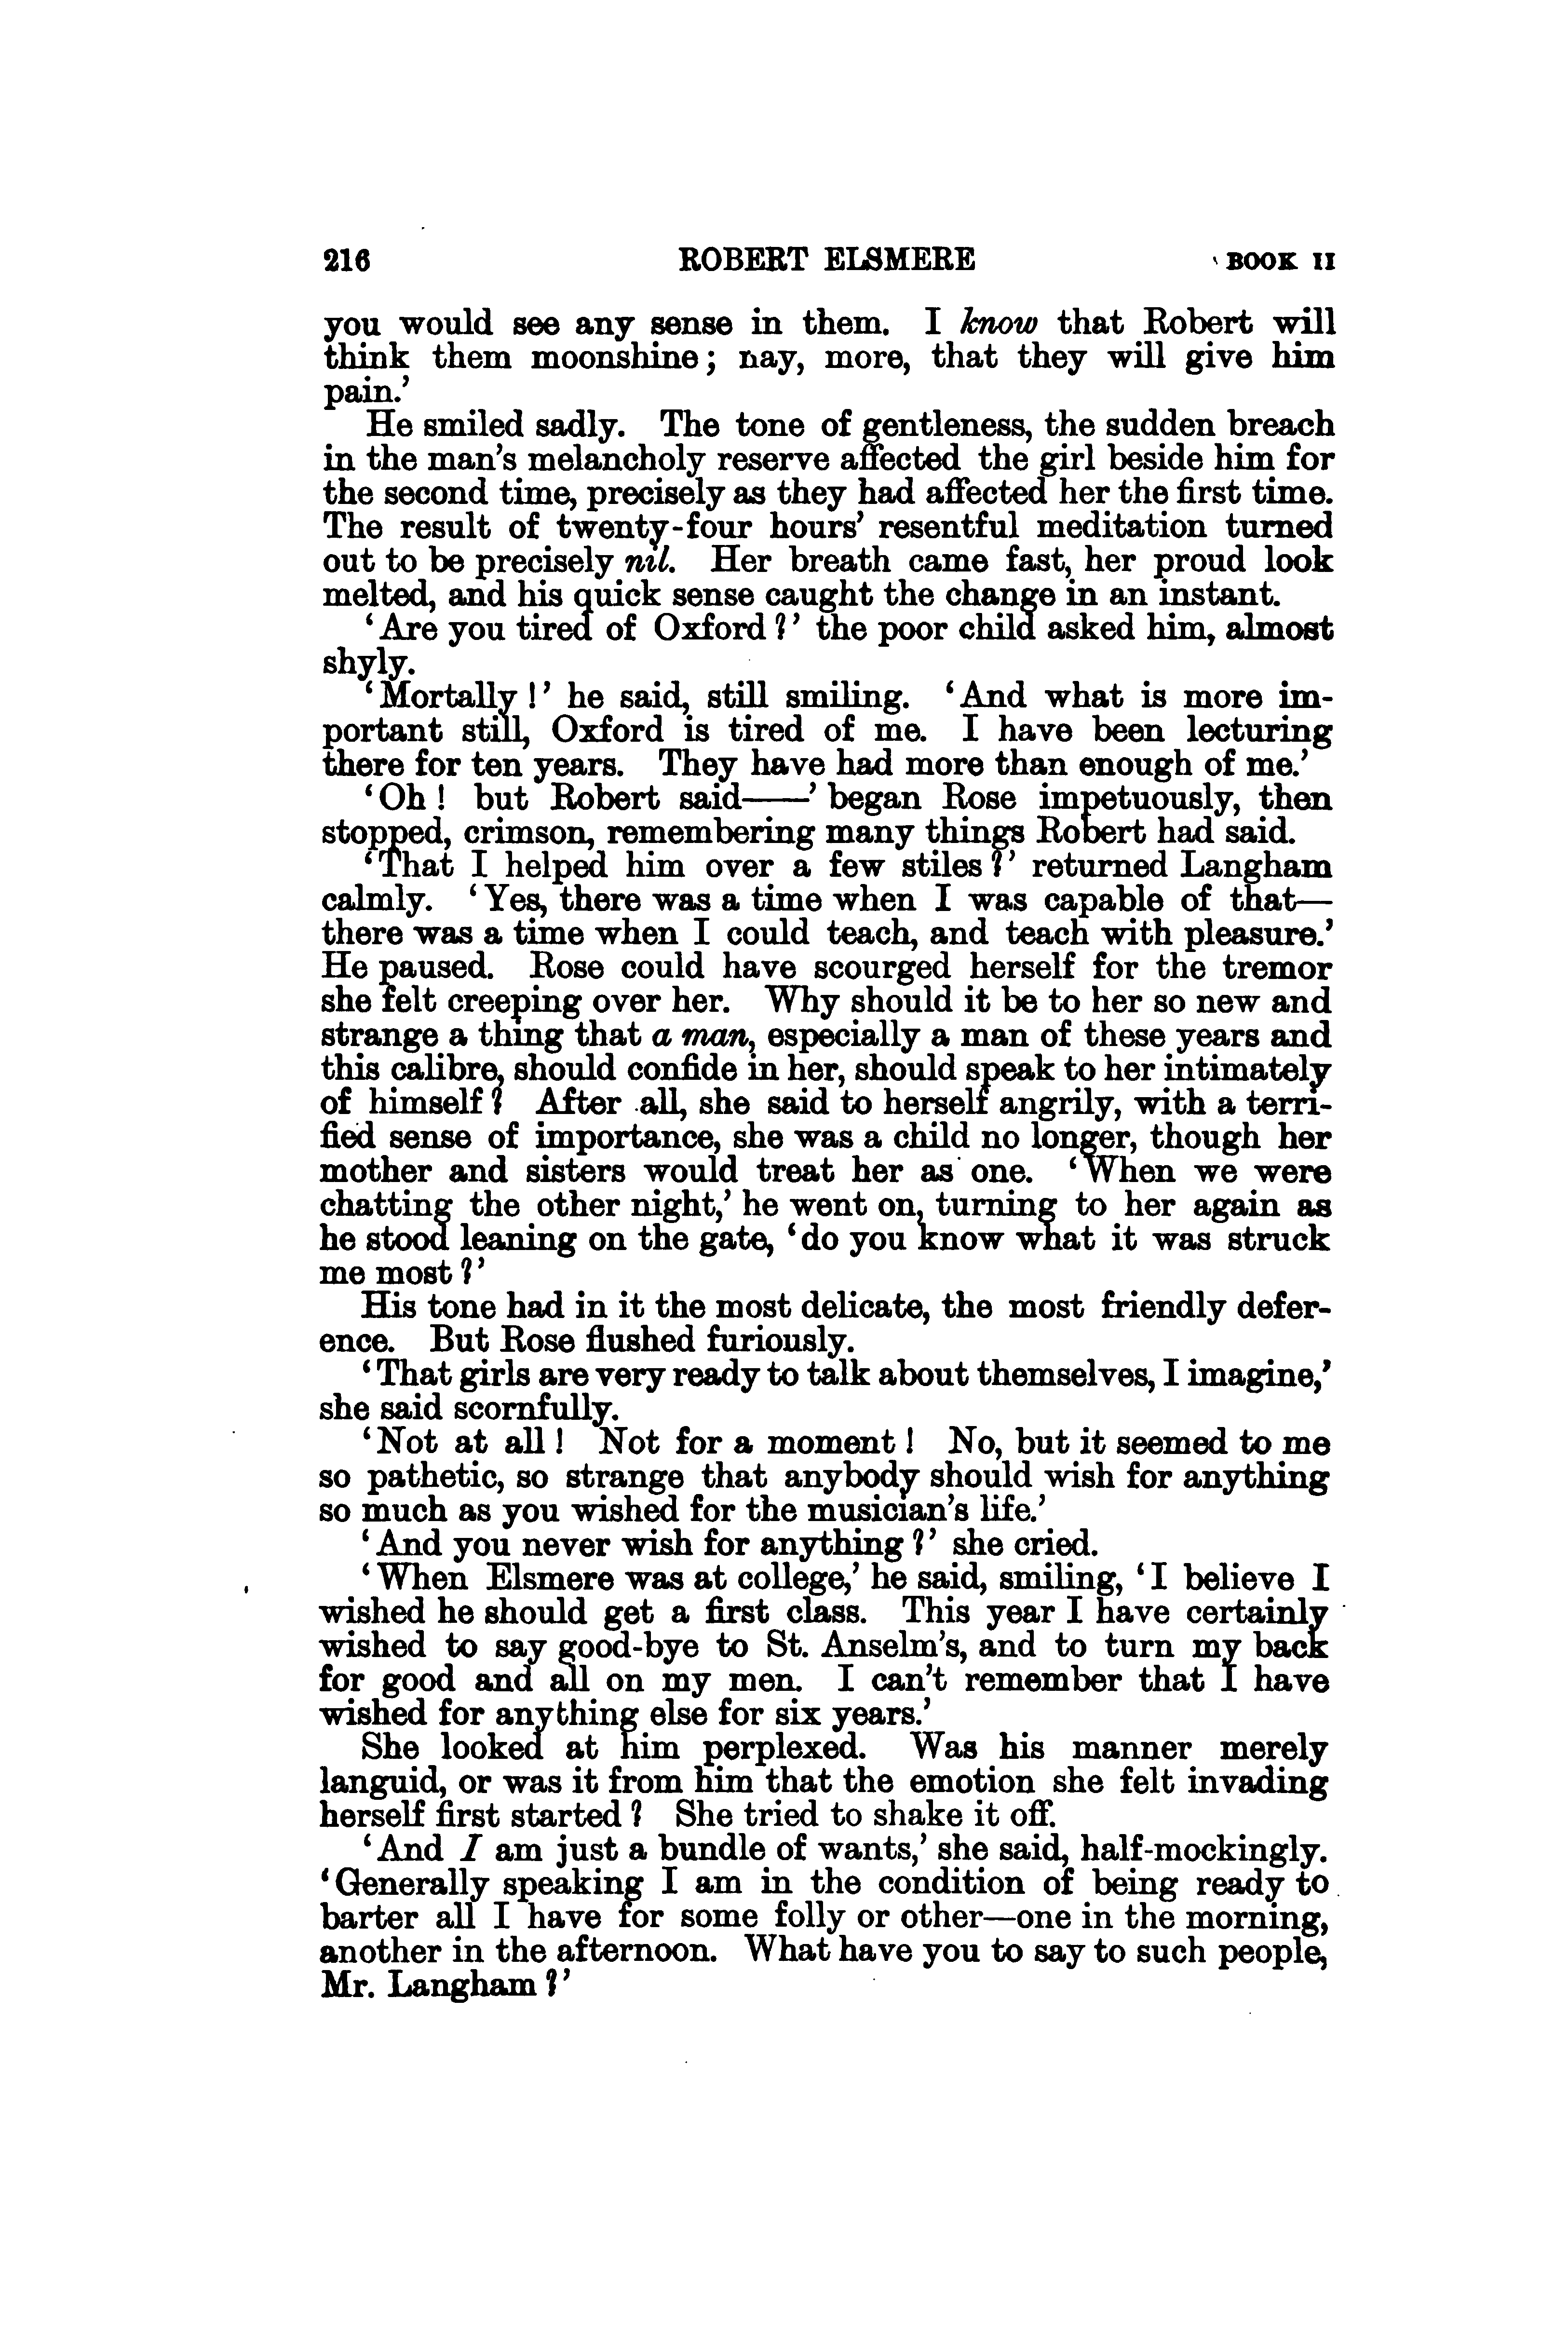 216 ROBERT ELSMERE BOOK II
you would see any sense in them. I know that Robert will
think them moonshine; nay, more, that they will give him
pain.’
He smiled sadly. The tone of gentleness, the sudden breach
in the man’s melancholy reserve affected the girl beside him for
the second time, precisely as they had affected her the first time.
The result of twenty-four hours’ resentful meditation turned
out to be precisely nil. Her breath came fast, her proud look
melted, and his quick sense caught the change in an instant.
‘Are you tired of Oxford?’ the poor child asked him, almost
shyly.
‘Mortally!’ he said, still smiling. ‘And what is more im-
portant still, Oxford is tired of me. I have been lecturing
there for ten years. They have had more than enough of me.’
‘Oh! but Robert said——’ began Rose impetuously, then
stopped, crimson, remembering many things Robert had said.
‘That I helped him over a few stiles?’ returned Langham
calmly. ‘Yes, there was a time when I was capable of that—
there was a time when I could teach, and teach with pleasure.’
He paused. Rose could have scourged herself for the tremor
she felt creeping over her. Why should it be to her so new and
strange a thing that a man, especially a man of these years and
this calibre, should confide in her, should speak to her intimately
of himself? After all, she said to herself angrily, with a terri-
fied sense of importance, she was a child no longer, though her
mother and sisters would treat her as one. ‘When we were
chatting the other night,’ he went on, turning to her again as
he stood leaning on the gate, ‘do you know what it was struck
me most?’
His tone had in it the most delicate, the most friendly defer-
ence. But Rose flushed furiously.
‘That girls are very ready to talk about themselves, I imagine,’
she said scornfully.
‘Not at all! Not for a moment! No, but it seemed to me
so pathetic, so strange that anybody should wish for anything
so much as you wished for the musician’s life.’
‘And you never wish for anything?’ she cried.
‘When Elsmere was at college,’ he said, smiling, ‘I believe I
wished he should get a first class. This year I have certainly
wished to say good-bye to St. Anselm’s, and to turn my back
for good and all on my men. I can’t remember that I have
wished for anything else for six years.’
She looked at him perplexed. Was his manner merely
languid, or was it from him that the emotion she felt invading
herself first started? She tried to shake it off.
‘And I am just a bundle of wants,’ she said, half-mockingly.
‘Generally speaking I am in the condition of being ready to
barter all I have for some folly or other—one in the morning,
another in the afternoon. What have you to say to such people,
Mr. Langham?’